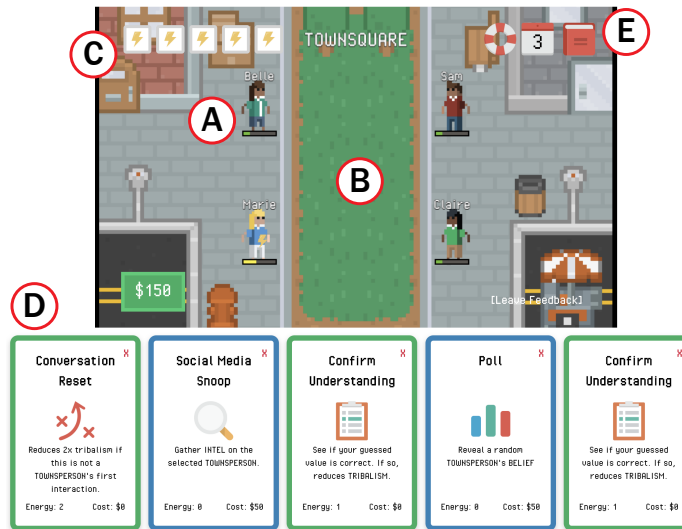 C
E
TOWNSQUARE
3
Belle
Sam
A
B
Marie
Claire
$150
[Leave Feedback]
D
X
Conversation
Reset
Reduces 2x tribalism if
this is not a
TOWNSPERSON's first
interaction.
Energy: 2 Cost: $0
X
Social Media
Snoop
Gather INTEL on the
selected TOWNSPERSON.
Energy: 0 Cost: $50
X
Confirm
Understanding
See if your guessed
value is correct. If so,
reduces TRIBALISM.
Energy: 1 Cost: $0
X
Poll
Reveal a random
TOWNSPERSON's BELIEF
Energy: 0 Cost: $50
X
Confirm
Understanding
See if your guessed
value is correct. If so,
reduces TRIBALISM.
Energy: 1 Cost: $0